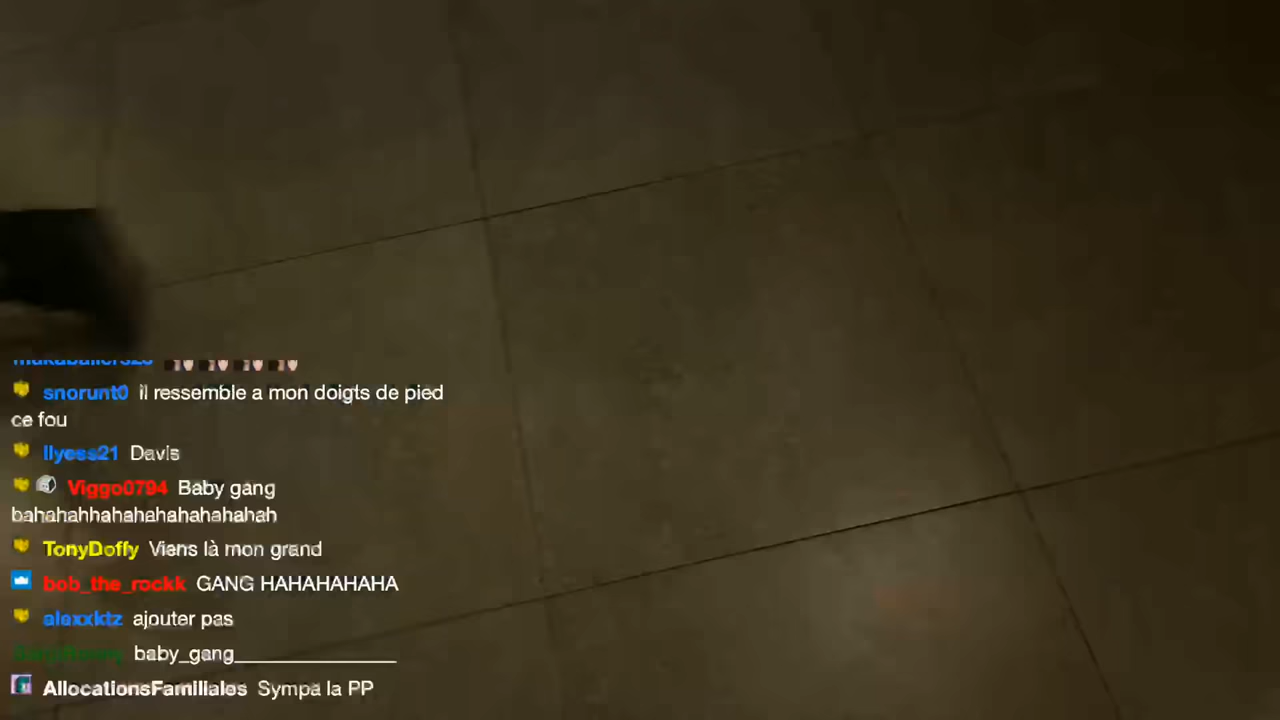 snorunt0 il ressemble a mon doigts de pied
ce fou
Ilyess21 Davis
Viggo0794 Baby gang
bahahahhahahahahahahahah
TonyDoffy Viens là mon grand
bob_the_rockk GANG HAHAHAHAHA
alexxktz ajouter pas
baby_gang_______________
AllocationsFamiliales Sympa la PP